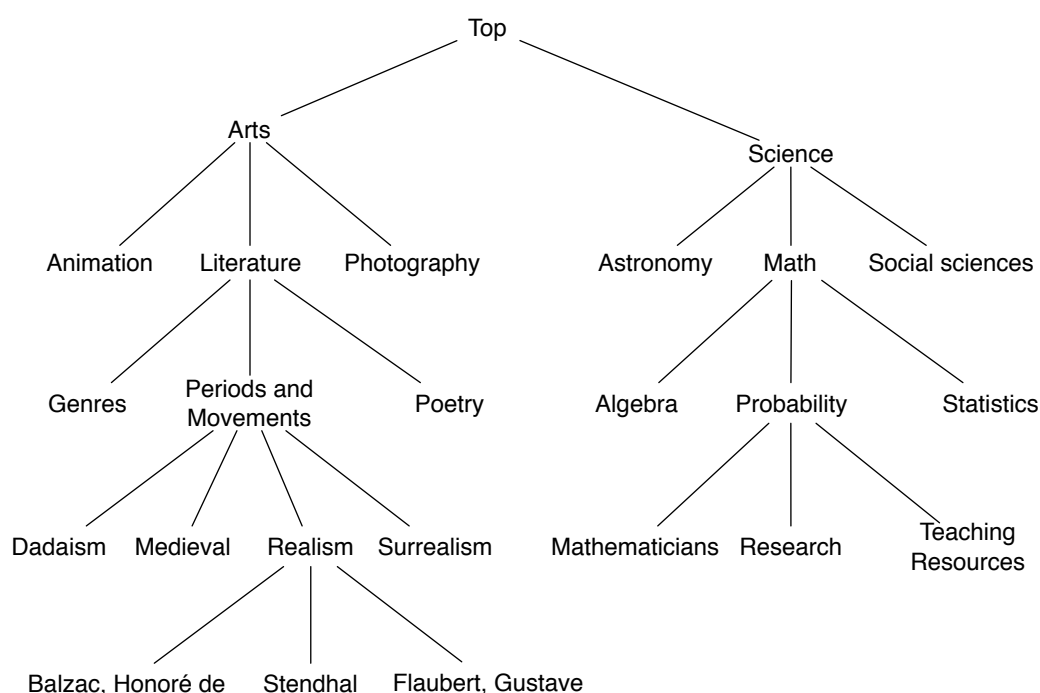 Top
Arts
Science
Animation
Literature
Photography
Astronomy
Math
Social sciences
Genres
Periods and
Movements
Poetry
Algebra
Probability
Statistics
Dadaism
Medieval
Realism
Surrealism
Mathematicians
Research
Teaching
Resources
Balzac, Honoré de
Stendhal
Flaubert, Gustave